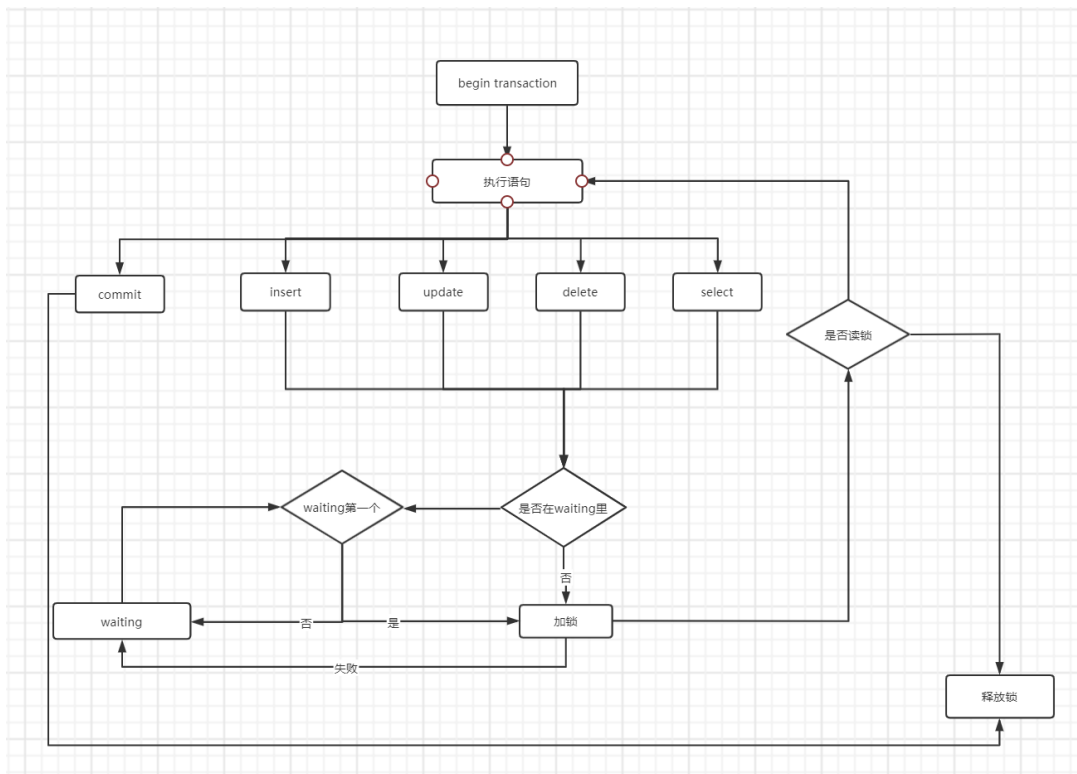 begin transaction
执行语句
commit
insert
update
delete
select
是否读锁
waiting第一个
是否在waiting里
否
waiting
否
是
加锁
失败
释放锁